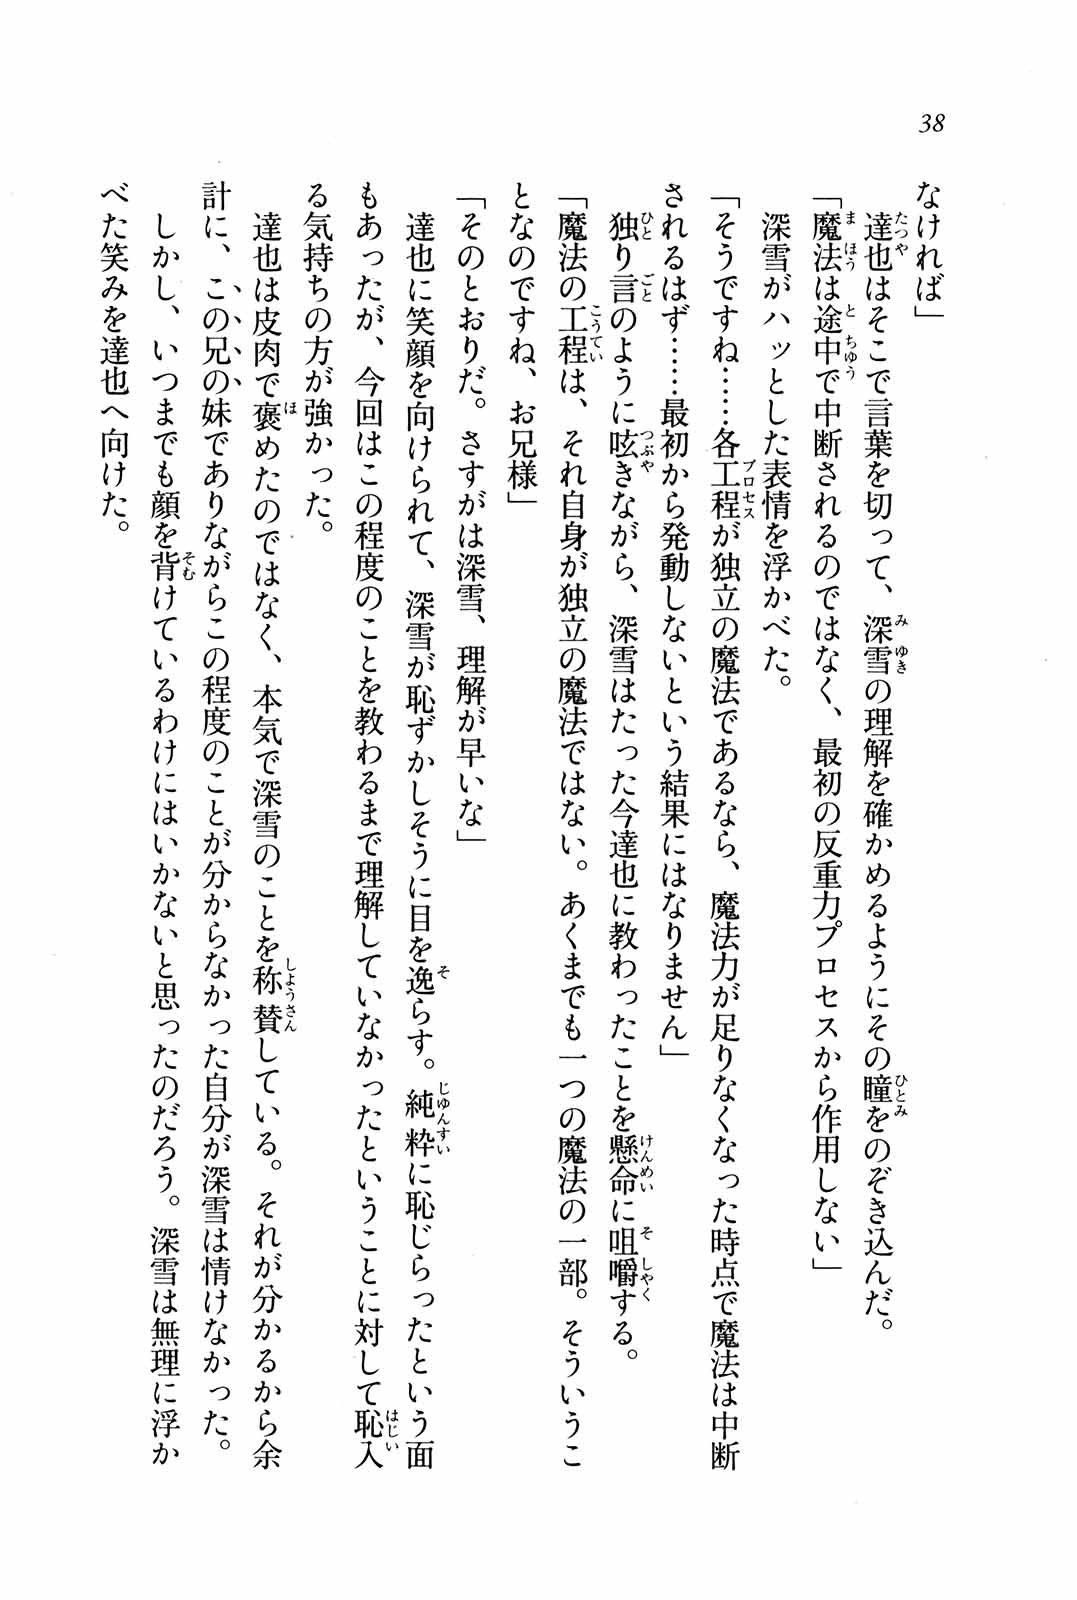 38
なければ」
達也はそこで言葉を切って、深雪の理解を確かめるようにその瞳をのぞき込んだ。
「魔法は途中で中断されるのではなく、最初の反重力プロセスから作用しない」
深雪がハッとした表情を浮かべた。
「そうですね……各工程が独立の魔法であるなら、魔法力が足りなくなった時点で魔法は中断
されるはず……最初から発動しないという結果にはなりません」
独り言のように呟きながら、深雪はたった今達也に教わったことを懸命に咀嚼する。
「魔法の工程は、それ自身が独立の魔法ではない。あくまでも一つの魔法の一部。そういうこ
となのですね、お兄様」
「そのとおりだ。さすがは深雪、理解が早いな」
達也に笑顔を向けられて、深雪が恥ずかしそうに目を逸らす。純粋に恥じらったという面
もあったが、今回はこの程度のことを教わるまで理解していなかったということに対して恥入
る気持ちの方が強かった。
達也は皮肉で褒めたのではなく、本気で深雪のことを称賛している。それが分かるから余
計に、この兄の妹でありながらこの程度のことが分からなかった自分が深雪は情けなかった。
しかし、いつまでも顔を背けているわけにはいかないと思ったのだろう。深雪は無理に浮か
べた笑みを達也へ向けた。